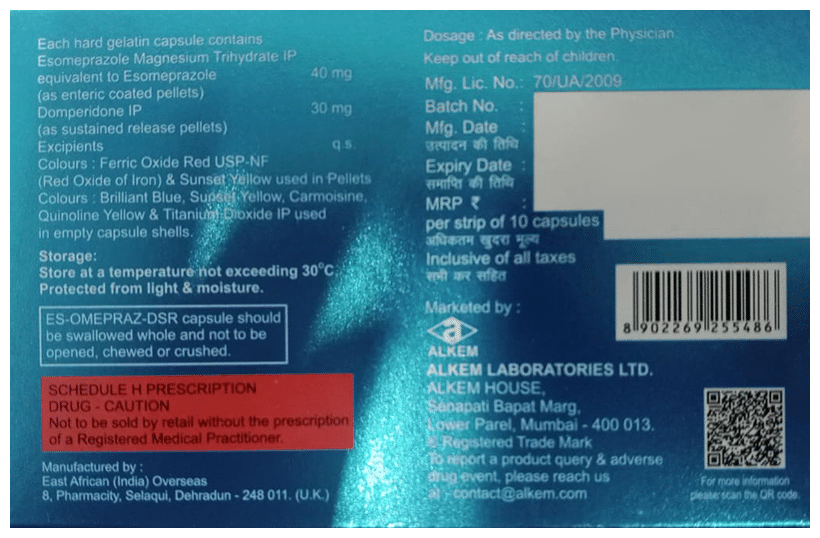 Each hard gelatin capsule contains
Esomeprazole Magnesium Trihydrate IP
equivalent to Esomeprazole 40 mg
(as enteric coated pellets)
Domperidone IP 30 mg
(as sustained release pellets)
Excipients q.s.
Colours : Ferric Oxide Red USP-NF
(Red Oxide of Iron) & Sunset Yellow used in Pellets
Colours : Brilliant Blue, Sunset Yellow, Carmoisine,
Quinoline Yellow & Titanium Dioxide IP used
in empty capsule shells.
Storage:
Store at a temperature not exceeding 30°C.
Protected from light & moisture.
ES-OMEPRAZ-DSR capsule should
be swallowed whole and not to be
opened, chewed or crushed.
SCHEDULE H PRESCRIPTION
DRUG - CAUTION
Not to be sold by retail without the prescription
of a Registered Medical Practitioner.
Manufactured by :
East African (India) Overseas
8, Pharmacity, Selaqui, Dehradun - 248 011. (U.K.)
Dosage : As directed by the Physician.
Keep out of reach of children.
Mfg. Lic. No.: 70/UA/2009
Batch No. :
Mfg. Date :
उत्पादन की तिथि
Expiry Date :
समाप्ति की तिथि
MRP ₹ :
per strip of 10 capsules
अधिकतम खुदरा मूल्य
Inclusive of all taxes
सभी कर सहित
8 902269 255486
Marketed by :
a
ALKEM
ALKEM LABORATORIES LTD.
ALKEM HOUSE,
Senapati Bapat Marg,
Lower Parel, Mumbai - 400 013.
® Registered Trade Mark
To report a product query & adverse
drug event, please reach us
at - contact@alkem.com
For more information
please scan the QR code.